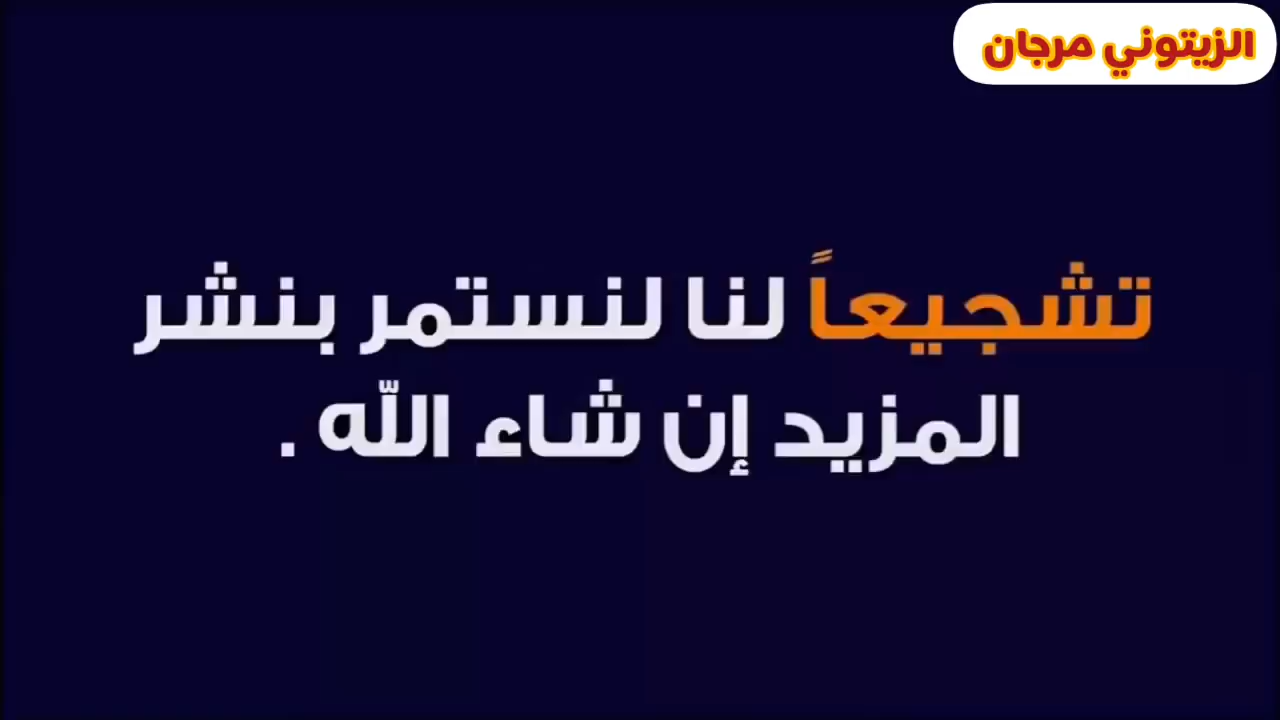 الزيتوني مرجان
تشجيعاً لنا لنستمر بنشر
المزيد إن شاء الله .